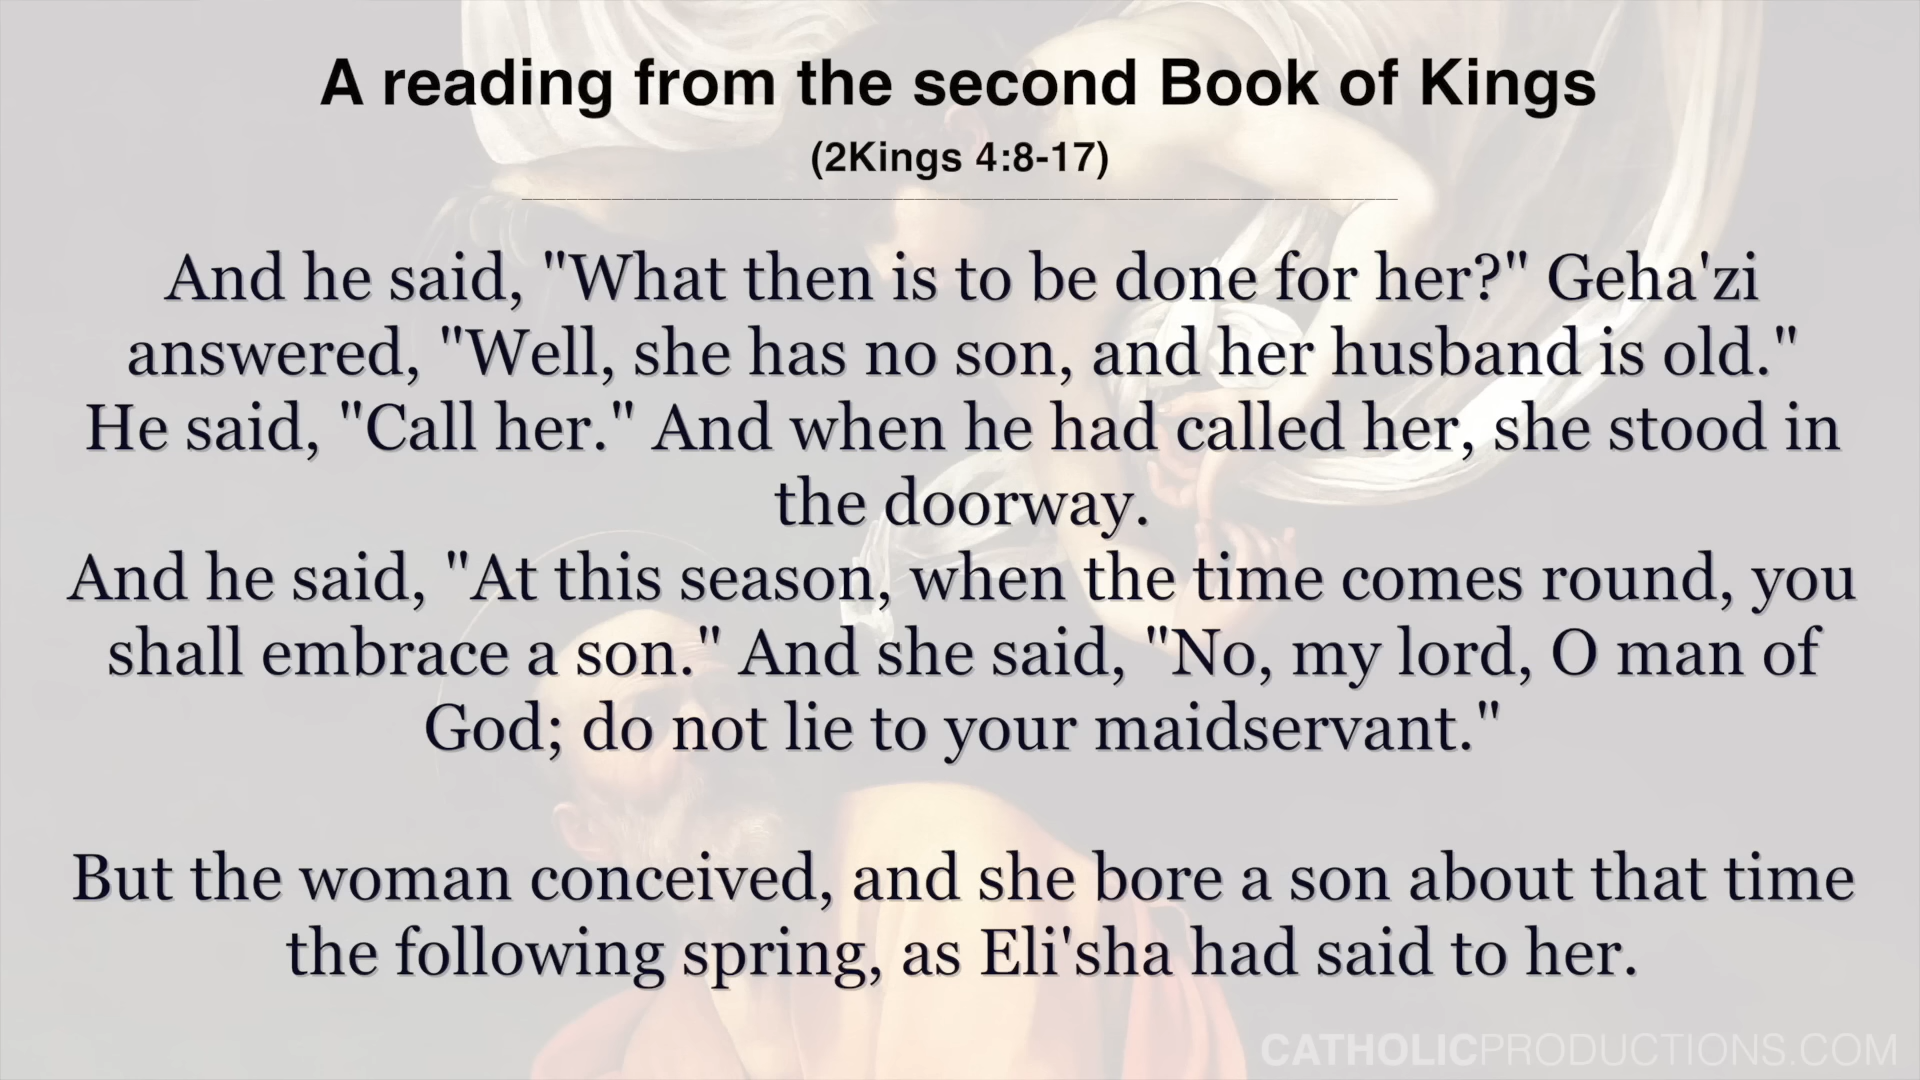 A reading from the second Book of Kings
(2Kings 4:8-17)
And he said, "What then is to be done for her?" Geha'zi
answered, "Well, she has no son, and her husband is old."
He said, "Call her." And when he had called her, she stood in
the doorway.
And he said, "At this season, when the time comes round, you
shall embrace a son." And she said, "No, my lord, O man of
God; do not lie to your maidservant."
But the woman conceived, and she bore a son about that time
the following spring, as Eli'sha had said to her.
CATHOLICPRODUCTIONS.COM